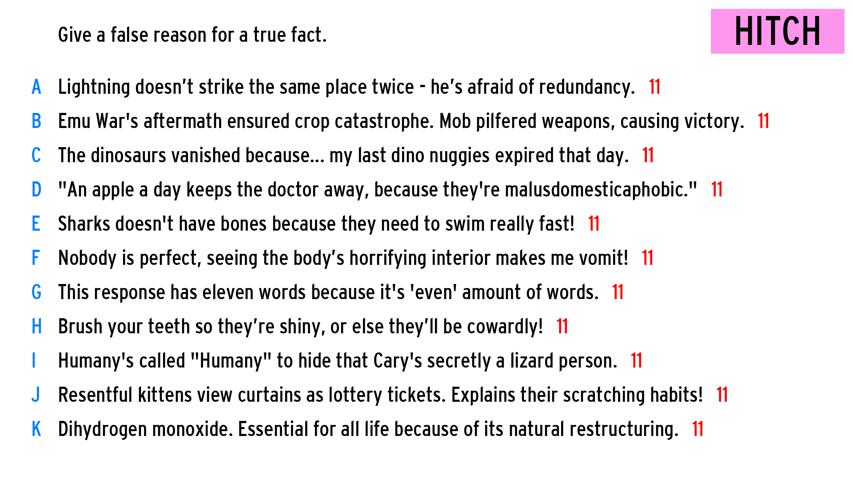 Give a false reason for a true fact.
HITCH
A Lightning doesn't strike the same place twice - he's afraid of redundancy. 11
B Emu War's aftermath ensured crop catastrophe. Mob pilfered weapons, causing victory. 11
C The dinosaurs vanished because... my last dino nuggies expired that day. 11
D "An apple a day keeps the doctor away, because they're malusdomesticaphobic." 11
E Sharks doesn't have bones because they need to swim really fast! 11
F Nobody is perfect, seeing the body's horrifying interior makes me vomit! 11
G This response has eleven words because it's 'even' amount of words. 11
H Brush your teeth so they're shiny, or else they'll be cowardly! 11
I Humany's called "Humany" to hide that Cary's secretly a lizard person. 11
J Resentful kittens view curtains as lottery tickets. Explains their scratching habits! 11
K Dihydrogen monoxide. Essential for all life because of its natural restructuring. 11